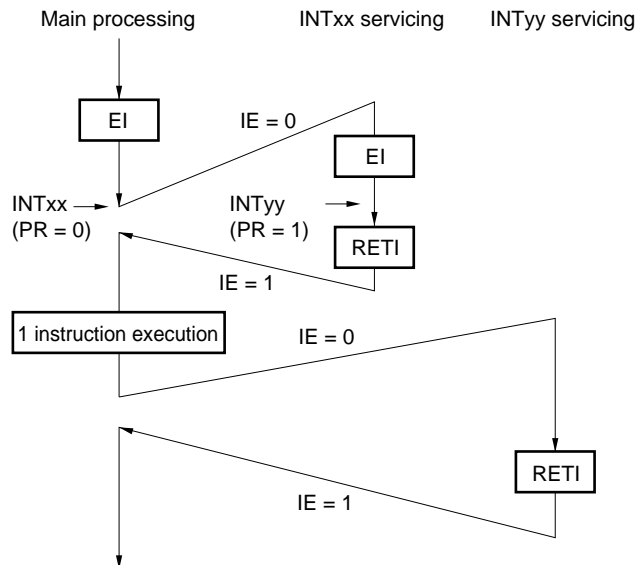 Main processing
INTxx servicing
INTyy servicing
EI
IE = 0
EI
INTxx
(PR = 0)
INTyy
(PR = 1)
RETI
IE = 1
1 instruction execution
IE = 0
RETI
IE = 1